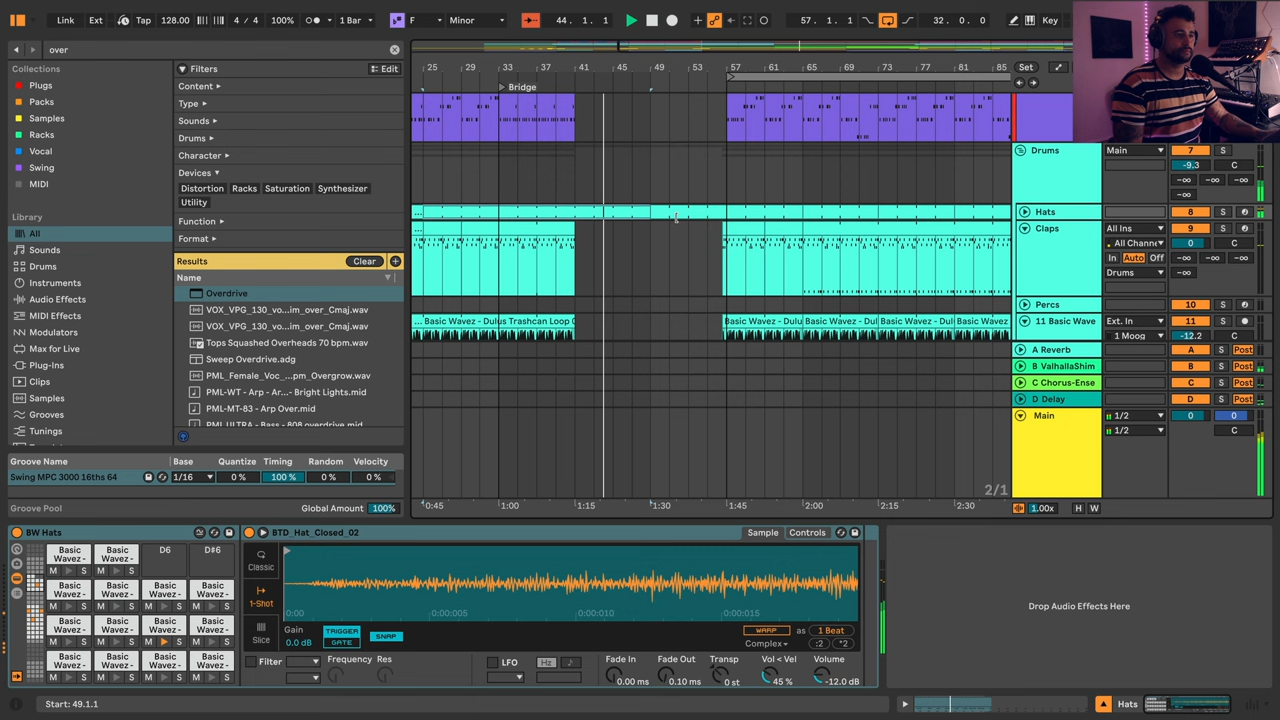 Link Ext Tap 128.00 4 / 4 100% 1 Bar F Minor 44. 1. 1 57. 1. 1 32. 0. 0 Key
over
Collections
Plugs
Packs
Samples
Racks
Vocal
Swing
MIDI
Library
All
Sounds
Drums
Instruments
Audio Effects
MIDI Effects
Modulators
Max for Live
Plug-Ins
Clips
Samples
Grooves
Tunings
Filters Edit
Content
Type
Sounds
Drums
Character
Devices
Distortion Racks Saturation Synthesizer
Utility
Function
Format
Results Clear
Name
Overdrive
VOX_VPG_130_vo...im_over_Cmaj.wav
VOX_VPG_130_vo...im_over_Cmaj.wav
Tops Squashed Overheads 70 bpm.wav
Sweep Overdrive.adg
PML_Female_Voc_...pm_Overgrow.wav
PML-WT - Arp - Ar...- Bright Lights.mid
PML-MT-83 - Arp Over.mid
PML ULTRA - Bass - 808 overdrive.mid
Groove Name Base Quantize Timing Random Velocity
Swing MPC 3000 16ths 64 1/16 0 % 100 % 0 % 0 %
Groove Pool Global Amount 100%
25 29 33 37 41 45 49 53 57 61 65 69 73 77 81 85 Set
Bridge
... Basic Wavez - Dulus Trashcan Loop 0 Basic Wavez - Dulu Basic Wavez - Dulu Basic Wavez - Dulu Basic Wavez
2/1
0:45 1:00 1:15 1:30 1:45 2:00 2:15 2:30 1.00x H W
Drums Main 7 S
-9.3 C
-∞ -∞ -∞
-∞
Hats 8 S
Claps All Ins 9 S
All Channe 0 C
In Auto Off -∞ -∞ -∞
Drums -∞
Percs 10 S
11 Basic Wave Ext. In 11 S
1 Moog -12.2 C
A Reverb A S Post
B ValhallaShim B S Post
C Chorus-Ense C S Post
D Delay D S Post
Main 1/2 0 0
1/2 C
BW Hats
Basic Wavez - Basic Wavez - D6 D#6
M S M S
Basic Wavez - Basic Wavez - Basic Wavez - Basic Wavez -
M S M S M S M S
Basic Wavez - Basic Wavez - Basic Wavez - Basic Wavez -
M S M S M S M S
Basic Wavez - Basic Wavez - Basic Wavez - Basic Wavez -
M S M S M S M S
BTD_Hat_Closed_02 Sample Controls
Classic
1-Shot
Slice
0:00 0:00:005 0:00:010 0:00:015
Gain TRIGGER SNAP WARP as 1 Beat
0.0 dB GATE Complex :2 *2
Filter Frequency Res LFO Hz Fade In Fade Out Transp Vol < Vel Volume
0.00 ms 0.10 ms 0 st 45 % -12.0 dB
Drop Audio Effects Here
Start: 49.1.1 Hats